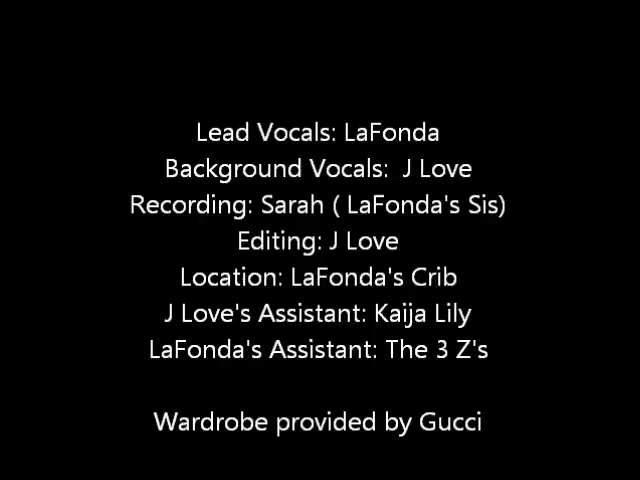 Lead Vocals: LaFonda
Background Vocals:  J Love
Recording: Sarah ( LaFonda's Sis)
Editing: J Love
Location: LaFonda's Crib
J Love's Assistant: Kaija Lily
LaFonda's Assistant: The 3 Z's
Wardrobe provided by Gucci